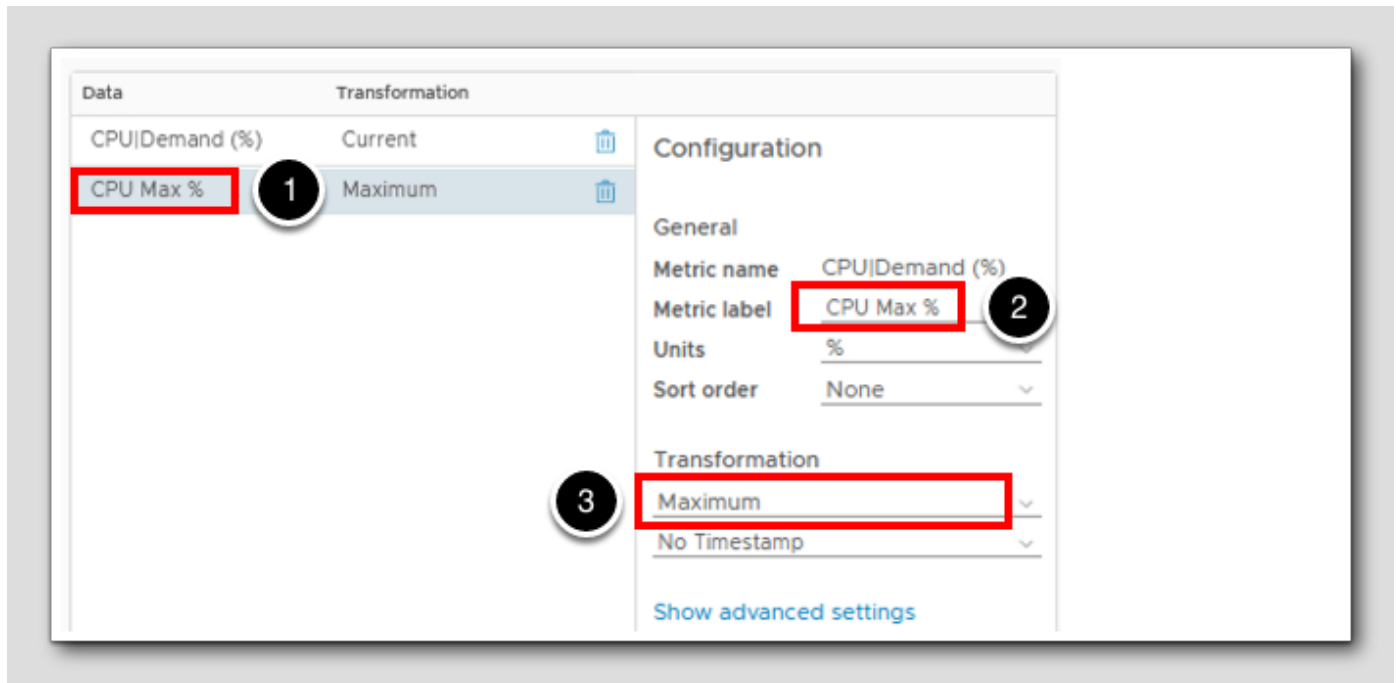 Data Transformation
CPU|Demand (%) Current
CPU Max % 1 Maximum
Configuration
General
Metric name CPU|Demand (%)
Metric label CPU Max % 2
Units %
Sort order None
Transformation
3 Maximum
No Timestamp
Show advanced settings